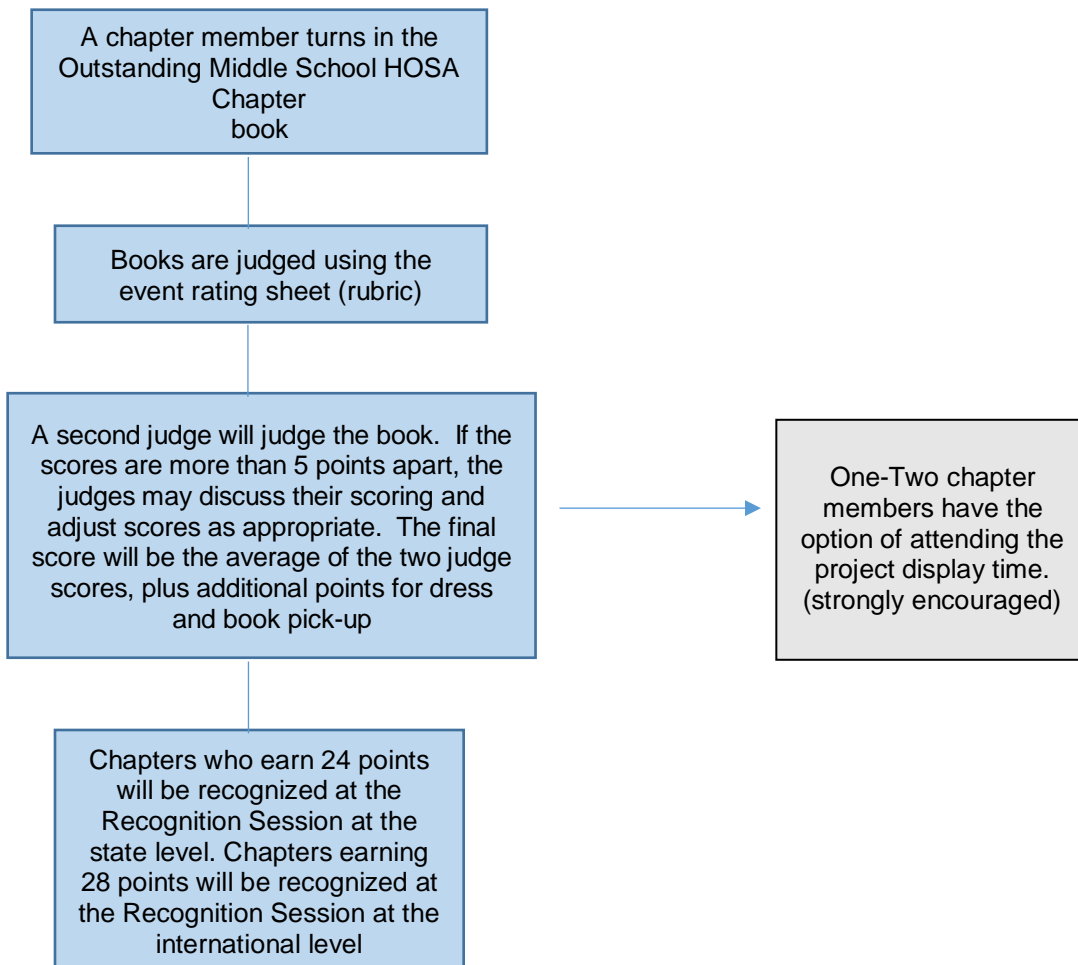 A chapter member turns in the
Outstanding Middle School HOSA
Chapter
book
Books are judged using the
event rating sheet (rubric)
A second judge will judge the book.  If the
scores are more than 5 points apart, the
judges may discuss their scoring and
adjust scores as appropriate.  The final
score will be the average of the two judge
scores, plus additional points for dress
and book pick-up
One-Two chapter
members have the
option of attending the
project display time.
(strongly encouraged)
Chapters who earn 24 points
will be recognized at the
Recognition Session at the
state level. Chapters earning
28 points will be recognized at
the Recognition Session at the
international level